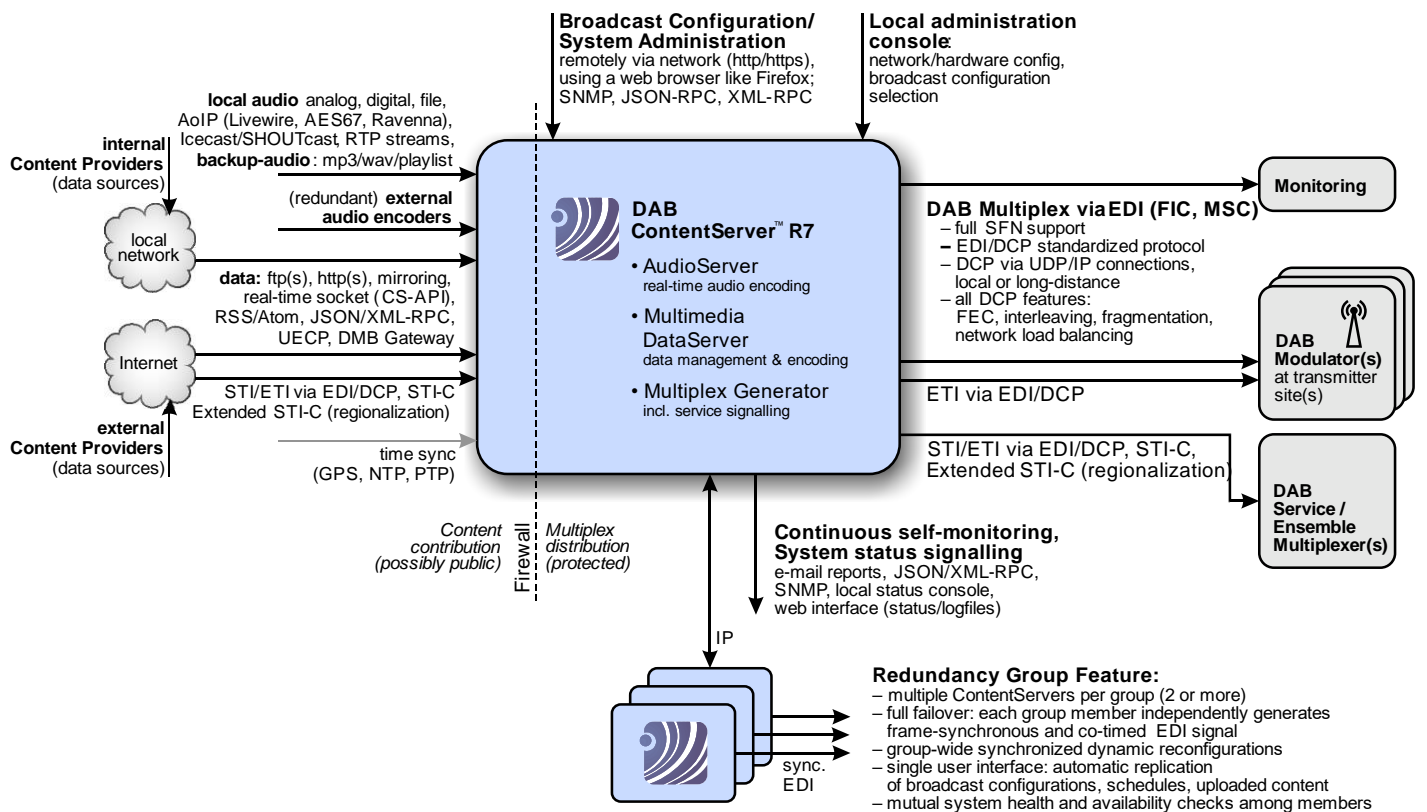 Broadcast Configuration/
System Administration
remotely via network (http/https),
using a web browser like Firefox;
SNMP, JSON-RPC, XML-RPC
Local administration
console:
network/hardware config,
broadcast configuration
selection
local audio analog, digital, file,
AoIP (Livewire, AES67, Ravenna),
Icecast/SHOUTcast, RTP streams,
backup-audio: mp3/wav/playlist
internal
Content Providers
(data sources)
(redundant) external
audio encoders
local
network
data: ftp(s), http(s), mirroring,
real-time socket (CS-API),
RSS/Atom, JSON/XML-RPC,
UECP, DMB Gateway
Internet
STI/ETI via EDI/DCP, STI-C
Extended STI-C (regionalization)
external
Content Providers
(data sources)
time sync
(GPS, NTP, PTP)
Content
contribution
(possibly public)
Firewall
Multiplex
distribution
(protected)
DAB
ContentServer™ R7
• AudioServer
real-time audio encoding
• Multimedia
DataServer
data management & encoding
• Multiplex Generator
incl. service signalling
Monitoring
DAB Multiplex via EDI (FIC, MSC)
– full SFN support
– EDI/DCP standardized protocol
– DCP via UDP/IP connections,
local or long-distance
– all DCP features:
FEC, interleaving, fragmentation,
network load balancing
DAB
Modulator(s)
at transmitter
site(s)
ETI via EDI/DCP
STI/ETI via EDI/DCP, STI-C,
Extended STI-C (regionalization)
DAB
Service /
Ensemble
Multiplexer(s)
Continuous self-monitoring,
System status signalling
e-mail reports, JSON/XML-RPC,
SNMP, local status console,
web interface (status/logfiles)
IP
sync.
EDI
Redundancy Group Feature:
– multiple ContentServers per group (2 or more)
– full failover: each group member independently generates
frame-synchronous and co-timed EDI signal
– group-wide synchronized dynamic reconfigurations
– single user interface: automatic replication
of broadcast configurations, schedules, uploaded content
– mutual system health and availability checks among members